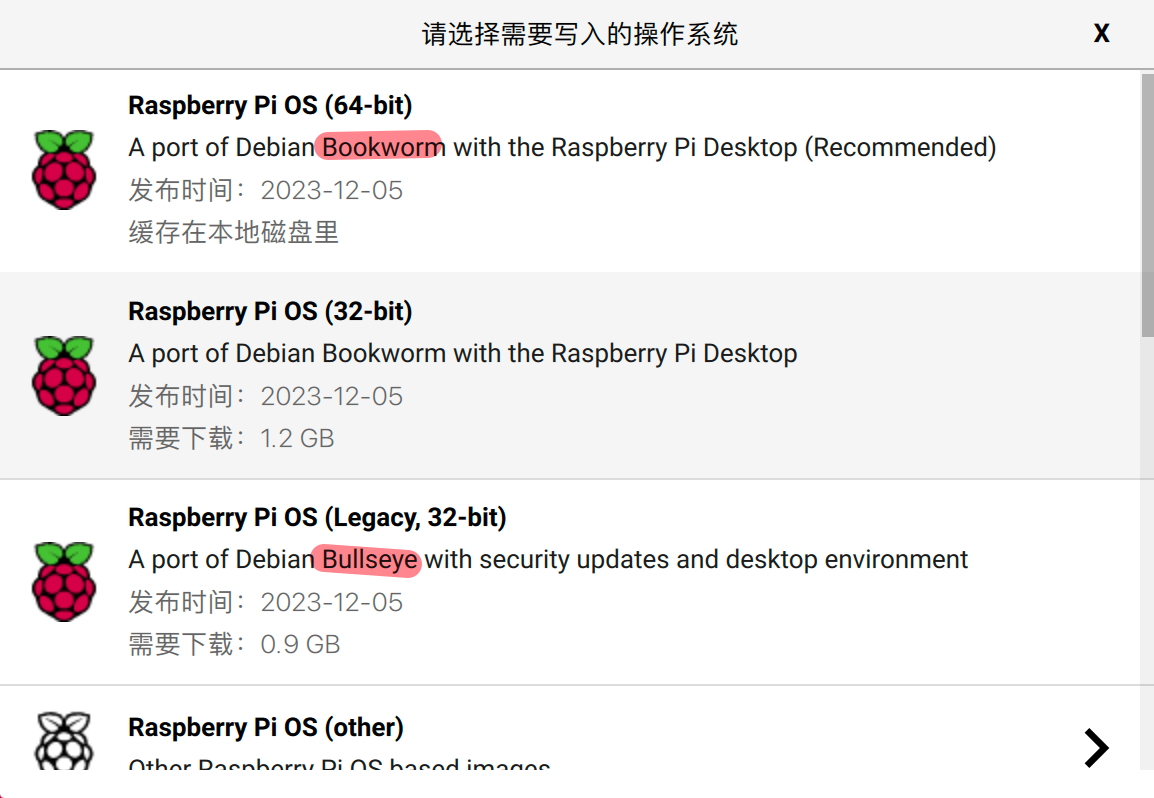 请选择需要写入的操作系统
X
Raspberry Pi OS (64-bit)
A port of Debian Bookworm with the Raspberry Pi Desktop (Recommended)
发布时间：2023-12-05
缓存在本地磁盘里
Raspberry Pi OS (32-bit)
A port of Debian Bookworm with the Raspberry Pi Desktop
发布时间：2023-12-05
需要下载：1.2 GB
Raspberry Pi OS (Legacy, 32-bit)
A port of Debian Bullseye with security updates and desktop environment
发布时间：2023-12-05
需要下载：0.9 GB
Raspberry Pi OS (other)
Other Raspberry Pi OS based images